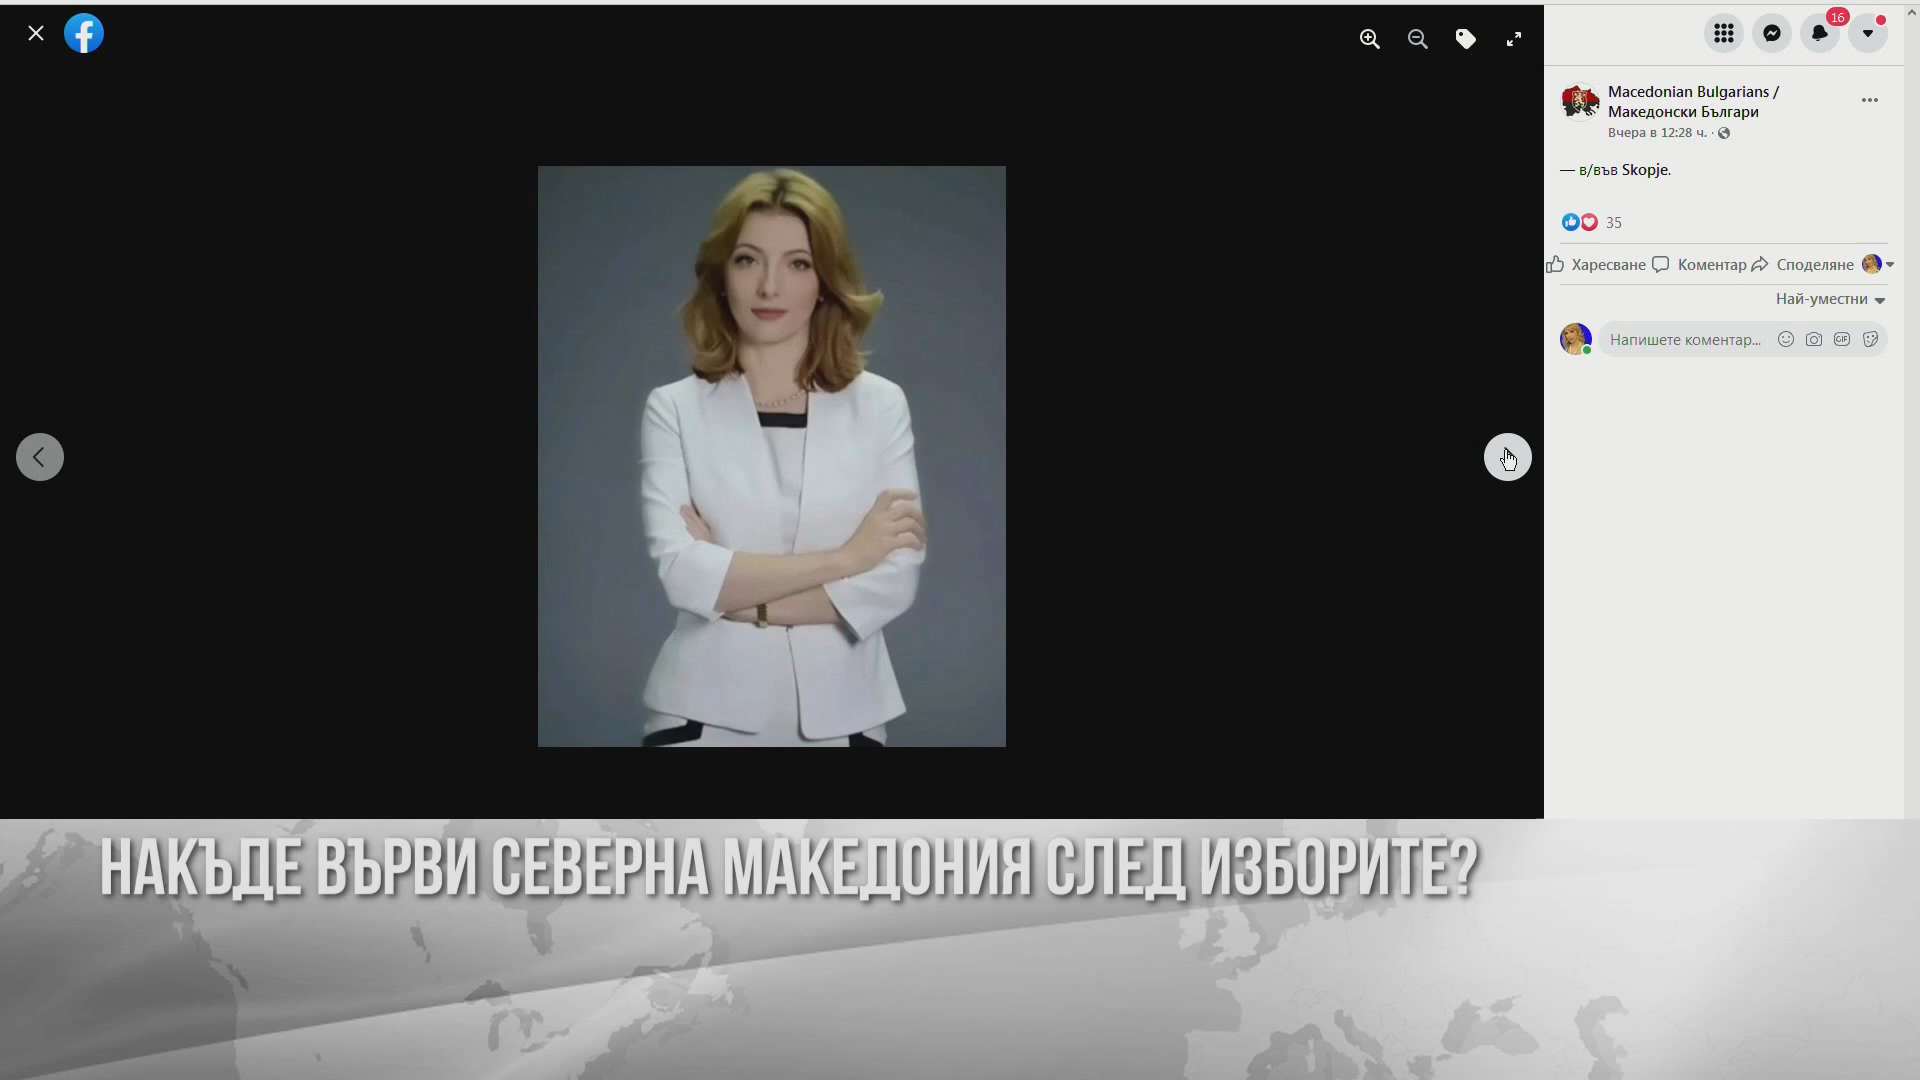 16
Macedonian Bulgarians /
Македонски Българи
Вчера в 12:28 ч. ·
— в/във Skopje.
35
Харесване Коментар Споделяне
Най-уместни
Напишете коментар...
GIF
НАКЪДЕ ВЪРВИ СЕВЕРНА МАКЕДОНИЯ СЛЕД ИЗБОРИТЕ?